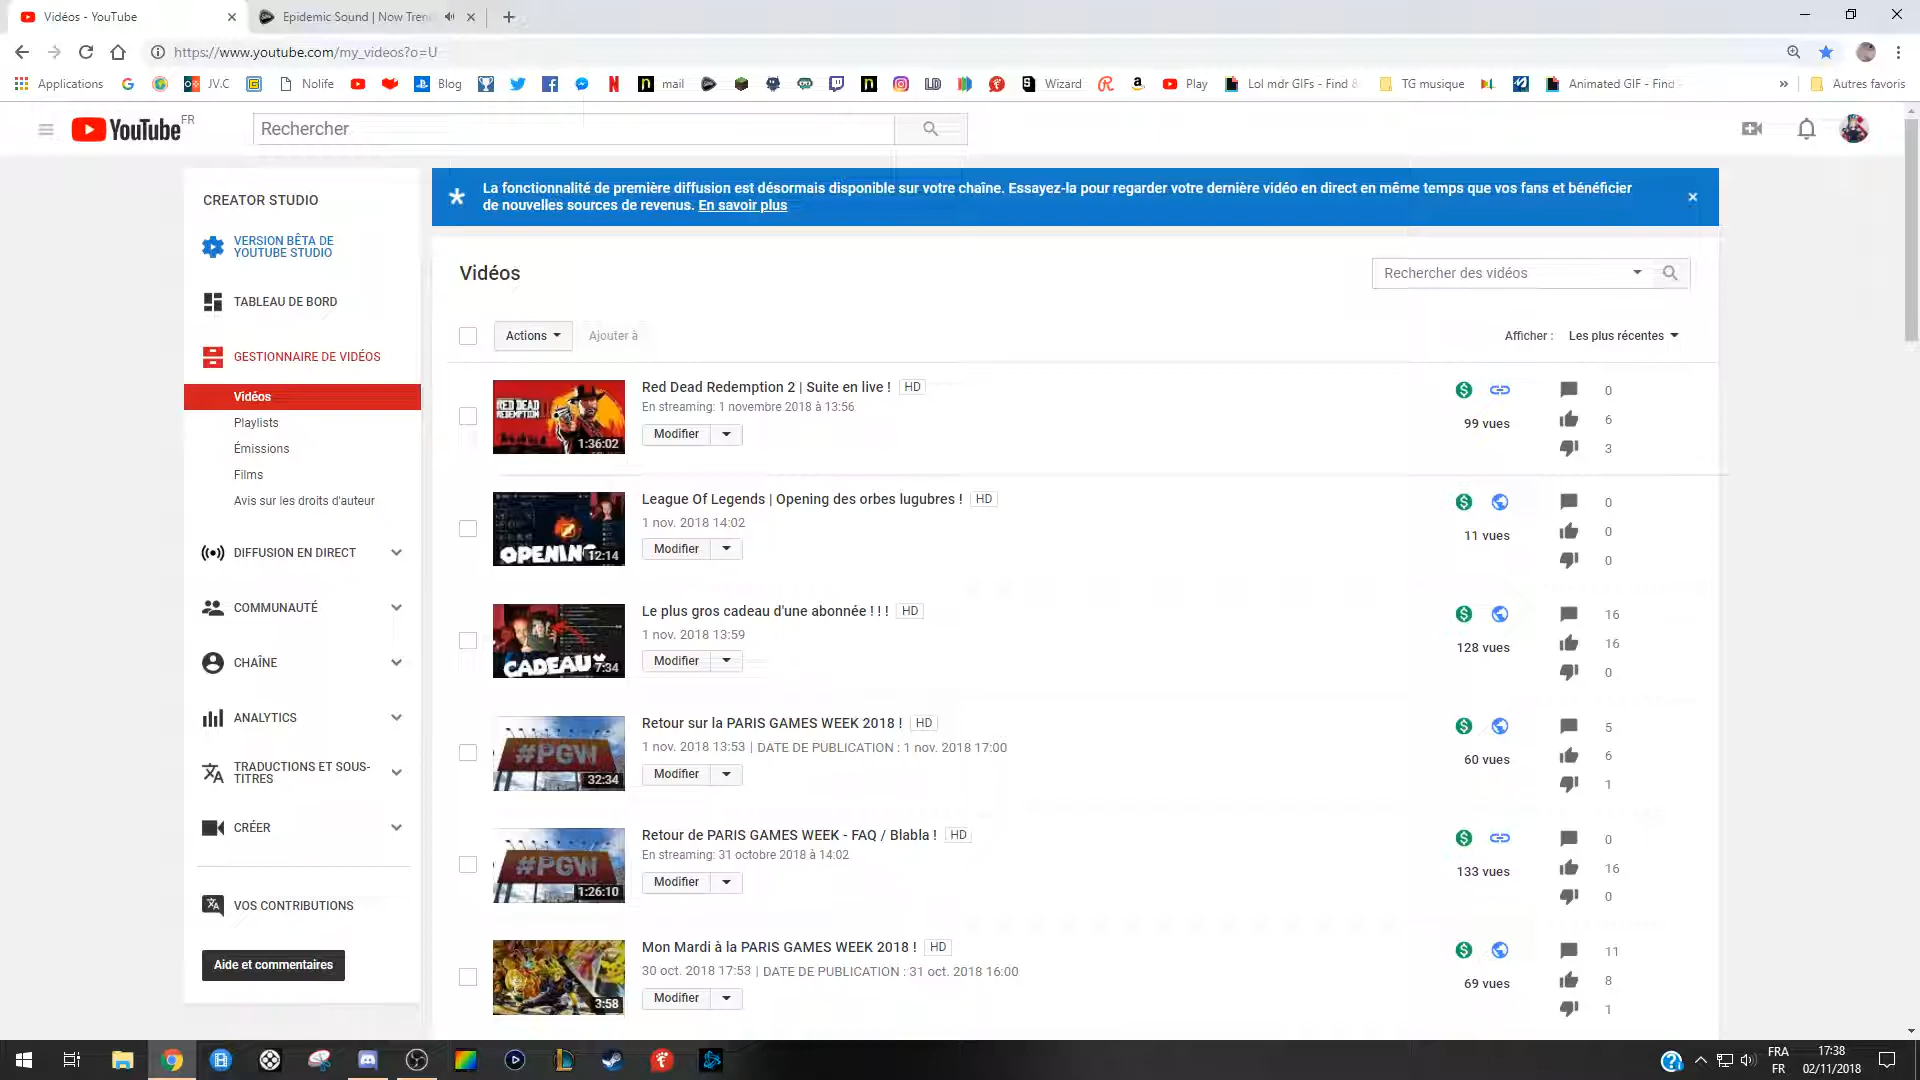 Vidéos - YouTube
Epidemic Sound | Now Tren
https://www.youtube.com/my_videos?o=U
Applications
JV.C
Nolife
Blog
mail
Wizard
Play
Lol mdr GIFs - Find &
TG musique
Animated GIF - Find -
»
Autres favoris
YouTube FR
Rechercher
CREATOR STUDIO
VERSION BÊTA DE
YOUTUBE STUDIO
TABLEAU DE BORD
GESTIONNAIRE DE VIDÉOS
Vidéos
Playlists
Émissions
Films
Avis sur les droits d'auteur
DIFFUSION EN DIRECT
COMMUNAUTÉ
CHAÎNE
ANALYTICS
TRADUCTIONS ET SOUS-
TITRES
CRÉER
VOS CONTRIBUTIONS
Aide et commentaires
La fonctionnalité de première diffusion est désormais disponible sur votre chaîne. Essayez-la pour regarder votre dernière vidéo en direct en même temps que vos fans et bénéficier
de nouvelles sources de revenus. En savoir plus
Vidéos
Rechercher des vidéos
Actions
Ajouter à
Afficher :
Les plus récentes
RED DEAD
REDEMPTION
1:36:02
Red Dead Redemption 2 | Suite en live ! HD
En streaming: 1 novembre 2018 à 13:56
Modifier
99 vues
0
6
3
OPENING
12:14
League Of Legends | Opening des orbes lugubres ! HD
1 nov. 2018 14:02
Modifier
11 vues
0
0
0
CADEAU
7:34
Le plus gros cadeau d'une abonnée ! ! ! HD
1 nov. 2018 13:59
Modifier
128 vues
16
16
0
#PGW
32:34
Retour sur la PARIS GAMES WEEK 2018 ! HD
1 nov. 2018 13:53 | DATE DE PUBLICATION : 1 nov. 2018 17:00
Modifier
60 vues
5
6
1
#PGW
1:26:10
Retour de PARIS GAMES WEEK - FAQ / Blabla ! HD
En streaming: 31 octobre 2018 à 14:02
Modifier
133 vues
0
16
0
3:58
Mon Mardi à la PARIS GAMES WEEK 2018 ! HD
30 oct. 2018 17:53 | DATE DE PUBLICATION : 31 oct. 2018 16:00
Modifier
69 vues
11
8
1
FRA
FR
17:38
02/11/2018